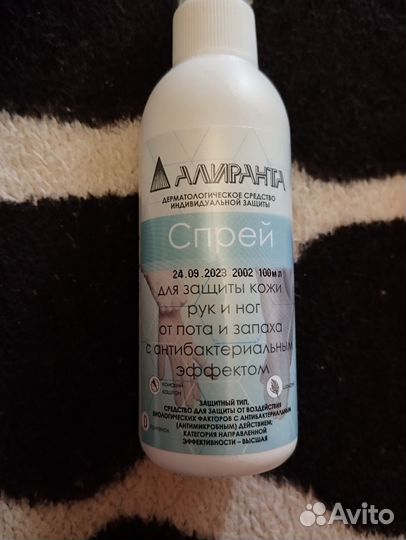 АЛИРАНТА
ДЕРМАТОЛОГИЧЕСКОЕ СРЕДСТВО
ИНДИВИДУАЛЬНОЙ ЗАЩИТЫ
Спрей
24.09.2023 2002 100мл
для защиты кожи
рук и ног
от пота и запаха
с антибактериальным
эффектом
КОНСКИЙ
КАШТАН
ЗАЩИТНЫЙ ТИП,
СРЕДСТВО ДЛЯ ЗАЩИТЫ ОТ ВОЗДЕЙСТВИЯ
БИОЛОГИЧЕСКИХ ФАКТОРОВ С АНТИБАКТЕРИАЛЬНЫМ
(АНТИМИКРОБНЫМ) ДЕЙСТВИЕМ;
КАТЕГОРИЯ НАПРАВЛЕННОЙ
ЭФФЕКТИВНОСТИ – ВЫСШАЯ
Avito